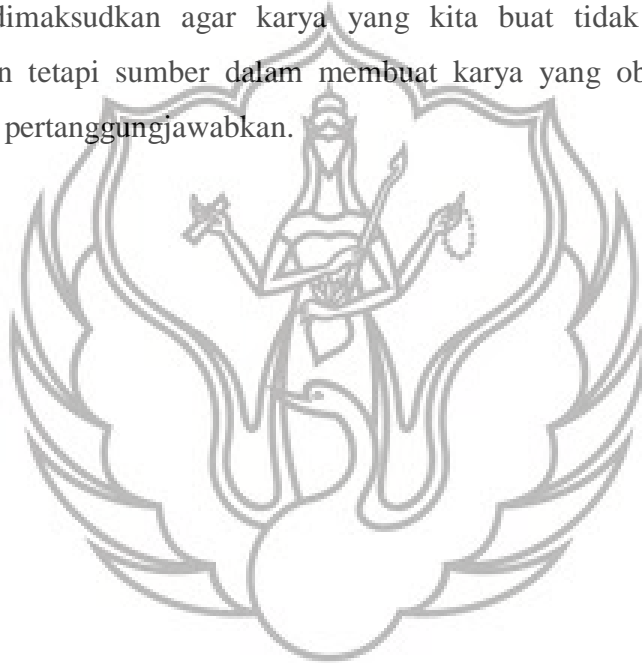 dimaksudkan agar karya yang kita buat tidak
n tetapi sumber dalam membuat karya yang ob
pertanggungjawabkan.